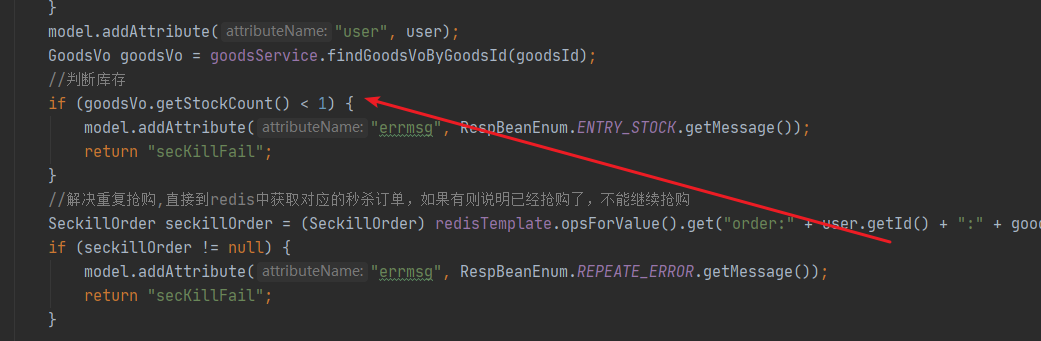 }
model.addAttribute( attributeName: "user", user);
GoodsVo goodsVo = goodsService.findGoodsVoByGoodsId(goodsId);
//判断库存
if (goodsVo.getStockCount() < 1) {
model.addAttribute( attributeName: "errmsg", RespBeanEnum.ENTRY_STOCK.getMessage());
return "secKillFail";
}
//解决重复抢购,直接到redis中获取对应的秒杀订单，如果有则说明已经抢购了，不能继续抢购
SeckillOrder seckillOrder = (SeckillOrder) redisTemplate.opsForValue().get("order:" + user.getId() + ":" + good
if (seckillOrder != null) {
model.addAttribute( attributeName: "errmsg", RespBeanEnum.REPEATE_ERROR.getMessage());
return "secKillFail";
}